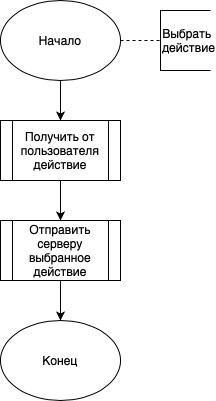 Начало
Выбрать
действие
Получить от
пользователя
действие
Отправить
серверу
выбранное
действие
Конец